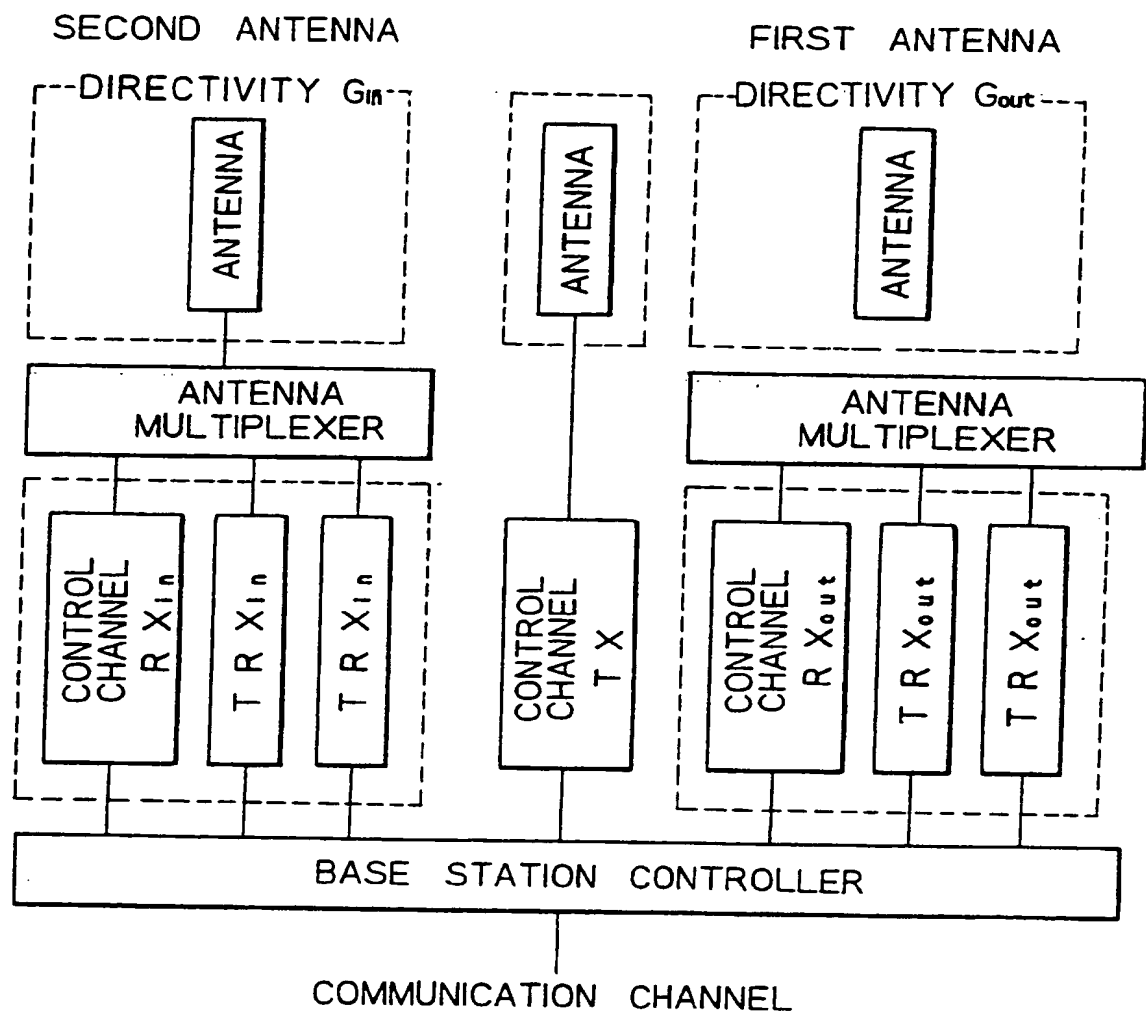 SECOND ANTENNA
FIRST ANTENNA
DIRECTIVITY Gin
DIRECTIVITY Gout
ANTENNA
ANTENNA
ANTENNA
ANTENNA
MULTIPLEXER
ANTENNA
MULTIPLEXER
CONTROL
CHANNEL
R Xin
T R Xin
T R Xin
CONTROL
CHANNEL
T X
CONTROL
CHANNEL
R Xout
T R Xout
T R Xout
BASE STATION CONTROLLER
COMMUNICATION CHANNEL